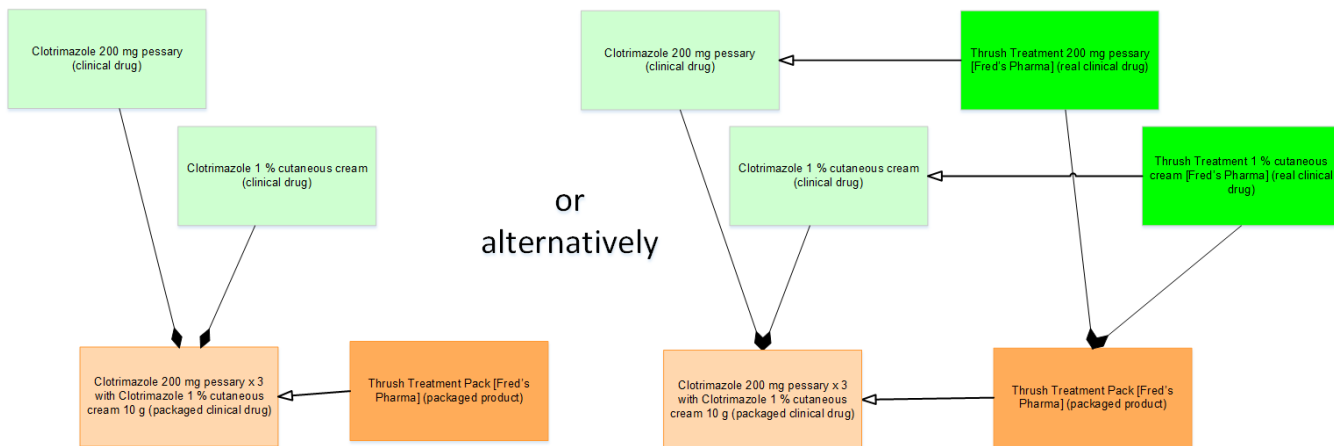 Clotrimazole 200 mg pessary
(clinical drug)
Clotrimazole 1 % cutaneous cream
(clinical drug)
Clotrimazole 200 mg pessary x 3
with Clotrimazole 1 % cutaneous
cream 10 g (packaged clinical drug)
Thrush Treatment Pack [Fred's
Pharma] (packaged product)
or
alternatively
Clotrimazole 200 mg pessary
(clinical drug)
Thrush Treatment 200 mg pessary
[Fred's Pharma] (real clinical drug)
Clotrimazole 1 % cutaneous cream
(clinical drug)
Thrush Treatment 1 % cutaneous
cream [Fred's Pharma] (real clinical
drug)
Clotrimazole 200 mg pessary x 3
with Clotrimazole 1 % cutaneous
cream 10 g (packaged clinical drug)
Thrush Treatment Pack [Fred's
Pharma] (packaged product)